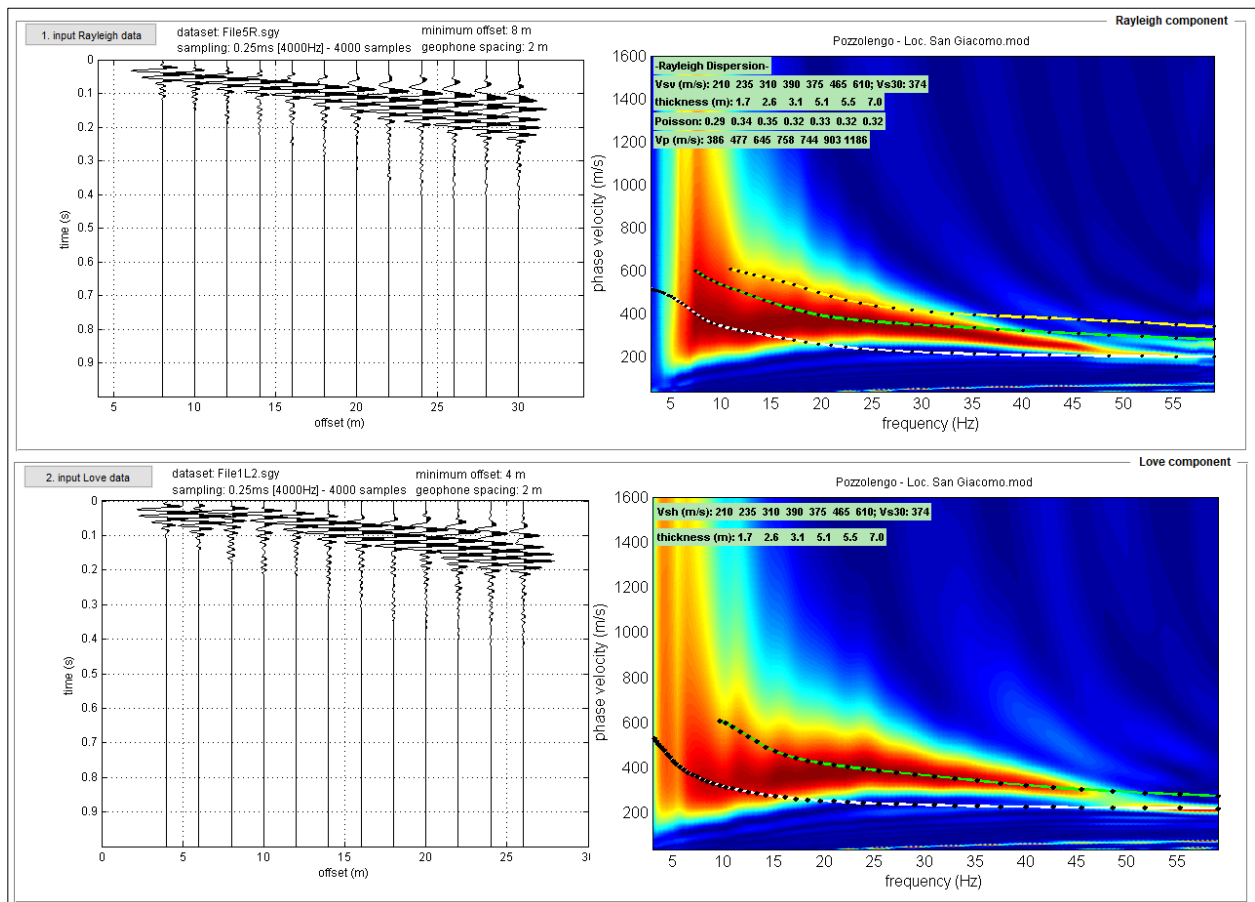 Rayleigh component
1. input Rayleigh data
dataset: File5R.sgy
minimum offset: 8 m
sampling: 0.25ms [4000Hz] - 4000 samples
geophone spacing: 2 m
0
0.1
0.2
0.3
0.4
0.5
0.6
0.7
0.8
0.9
time (s)
5 10 15 20 25 30
offset (m)
Pozzolengo - Loc. San Giacomo.mod
-Rayleigh Dispersion-
Vsv (m/s): 210 235 310 390 375 465 610; Vs30: 374
thickness (m): 1.7 2.6 3.1 5.1 5.5 7.0
Poisson: 0.29 0.34 0.35 0.32 0.33 0.32 0.32
Vp (m/s): 386 477 645 758 744 903 1186
1600
1400
1200
1000
800
600
400
200
phase velocity (m/s)
5 10 15 20 25 30 35 40 45 50 55
frequency (Hz)
Love component
2. input Love data
dataset: File1L2.sgy
minimum offset: 4 m
sampling: 0.25ms [4000Hz] - 4000 samples
geophone spacing: 2 m
0
0.1
0.2
0.3
0.4
0.5
0.6
0.7
0.8
0.9
time (s)
0 5 10 15 20 25 30
offset (m)
Pozzolengo - Loc. San Giacomo.mod
Vsh (m/s): 210 235 310 390 375 465 610; Vs30: 374
thickness (m): 1.7 2.6 3.1 5.1 5.5 7.0
1600
1400
1200
1000
800
600
400
200
phase velocity (m/s)
5 10 15 20 25 30 35 40 45 50 55
frequency (Hz)